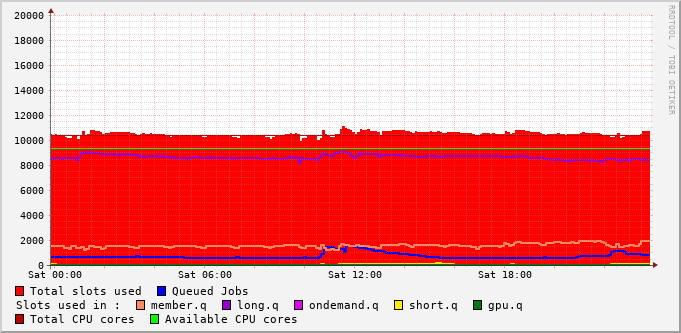 20000
18000
16000
14000
12000
10000
8000
6000
4000
2000
0
Sat 00:00 Sat 06:00 Sat 12:00 Sat 18:00
RRDTOOL / TOBI OETIKER
Total slots used Queued Jobs
Slots used in : member.q long.q ondemand.q short.q gpu.q
Total CPU cores Available CPU cores